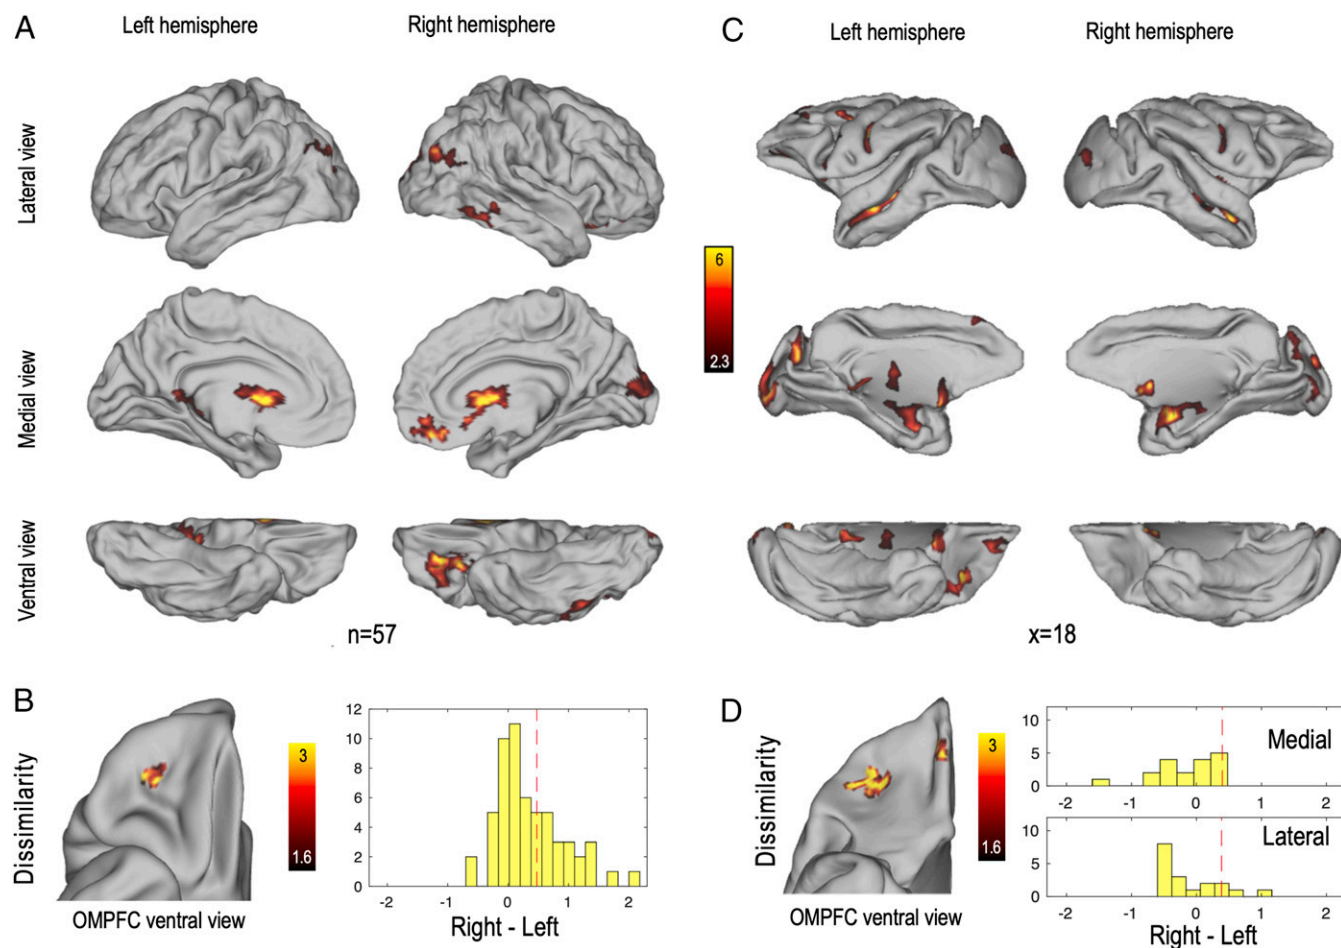 A
Left hemisphere
Right hemisphere
Lateral view
Medial view
Ventral view
n=57
C
Left hemisphere
Right hemisphere
6
2.3
x=18
B
Dissimilarity
OMPFC ventral view
3
1.6
12
10
8
6
4
2
0
-2
-1
0
1
2
Right - Left
D
Dissimilarity
OMPFC ventral view
3
1.6
10
5
0
Medial
-2
-1
0
1
2
10
5
0
Lateral
-2
-1
0
1
2
Right - Left